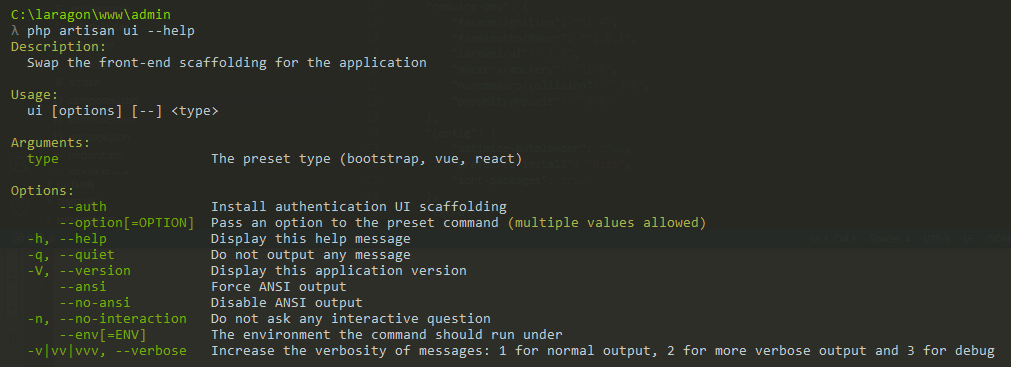 C:\laragon\www\admin
λ php artisan ui --help
Description:
  Swap the front-end scaffolding for the application

Usage:
  ui [options] [--] <type>

Arguments:
  type                   The preset type (bootstrap, vue, react)

Options:
      --auth             Install authentication UI scaffolding
      --option[=OPTION]  Pass an option to the preset command (multiple values allowed)
  -h, --help             Display this help message
  -q, --quiet            Do not output any message
  -V, --version          Display this application version
      --ansi             Force ANSI output
      --no-ansi          Disable ANSI output
  -n, --no-interaction   Do not ask any interactive question
      --env[=ENV]        The environment the command should run under
  -v|vv|vvv, --verbose   Increase the verbosity of messages: 1 for normal output, 2 for more verbose output and 3 for debug